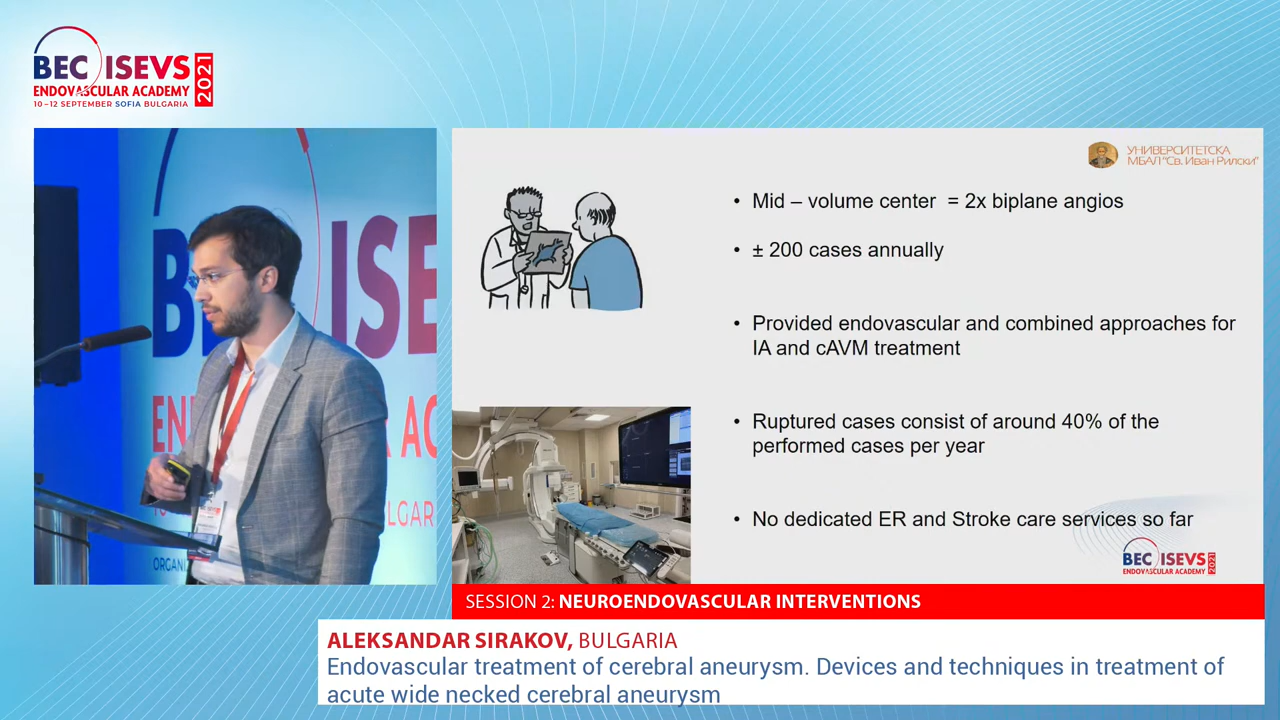 BEC ISEVS
2021
ENDOVASCULAR ACADEMY
10–12 SEPTEMBER SOFIA BULGARIA
УНИВЕРСИТЕТСКА
МБАЛ "Св. Иван Рилски"
• Mid – volume center = 2x biplane angios
• ± 200 cases annually
• Provided endovascular and combined approaches for
IA and cAVM treatment
• Ruptured cases consist of around 40% of the
performed cases per year
• No dedicated ER and Stroke care services so far
BEC ISEVS
ENDOVASCULAR ACADEMY
2021
SESSION 2: NEUROENDOVASCULAR INTERVENTIONS
ALEKSANDAR SIRAKOV, BULGARIA
Endovascular treatment of cerebral aneurysm. Devices and techniques in treatment of
acute wide necked cerebral aneurysm